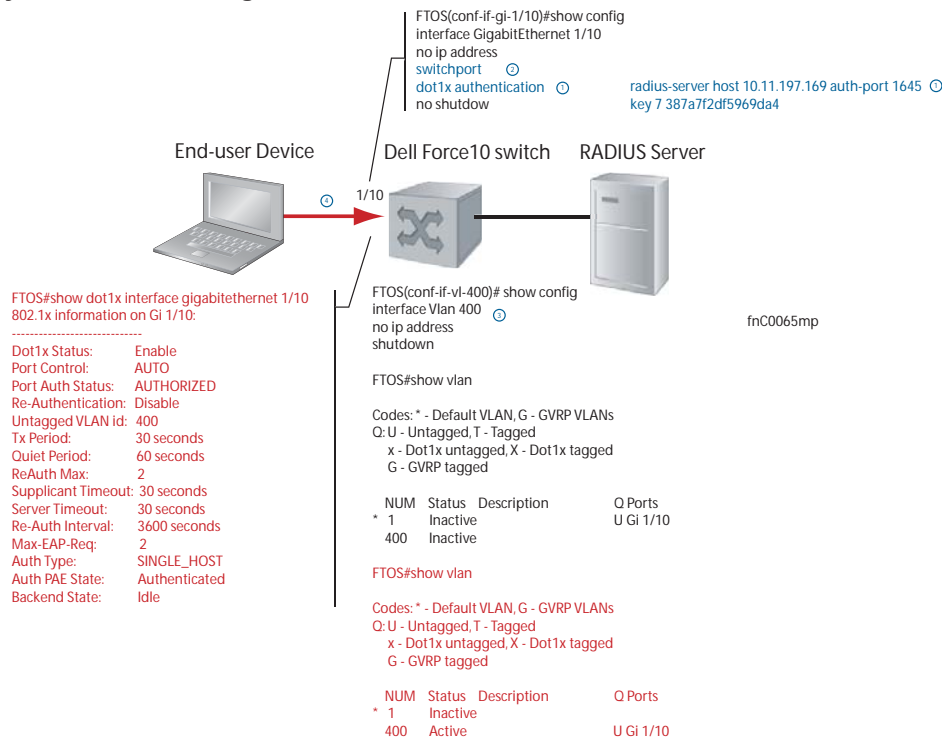 FTOS(conf-if-gi-1/10)#show config
interface GigabitEthernet 1/10
no ip address
switchport 2
dot1x authentication 1
no shutdow
radius-server host 10.11.197.169 auth-port 1645 1
key 7 387a7f2df5969da4
End-user Device
Dell Force10 switch
RADIUS Server
4
1/10
FTOS#show dot1x interface gigabitethernet 1/10
802.1x information on Gi 1/10:
-----------------------------
Dot1x Status: Enable
Port Control: AUTO
Port Auth Status: AUTHORIZED
Re-Authentication: Disable
Untagged VLAN id: 400
Tx Period: 30 seconds
Quiet Period: 60 seconds
ReAuth Max: 2
Supplicant Timeout: 30 seconds
Server Timeout: 30 seconds
Re-Auth Interval: 3600 seconds
Max-EAP-Req: 2
Auth Type: SINGLE_HOST
Auth PAE State: Authenticated
Backend State: Idle
FTOS(conf-if-vl-400)# show config
interface Vlan 400 3
no ip address
shutdown
fnC0065mp
FTOS#show vlan
Codes: * - Default VLAN, G - GVRP VLANs
Q: U - Untagged, T - Tagged
x - Dot1x untagged, X - Dot1x tagged
G - GVRP tagged
NUM Status Description Q Ports
* 1 Inactive U Gi 1/10
400 Inactive
FTOS#show vlan
Codes: * - Default VLAN, G - GVRP VLANs
Q: U - Untagged, T - Tagged
x - Dot1x untagged, X - Dot1x tagged
G - GVRP tagged
NUM Status Description Q Ports
* 1 Inactive
400 Active U Gi 1/10